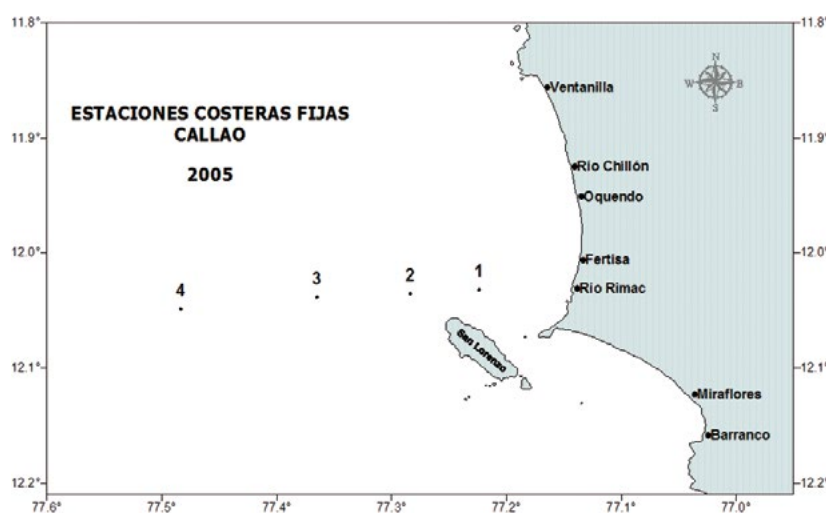 11.8°
11.8°
ESTACIONES COSTERAS FIJAS
CALLAO
2005
N
W
E
S
Ventanilla
11.9°
11.9°
Río Chillón
Oquendo
12.0°
12.0°
Fertisa
4
3
2
1
Río Rimac
San Lorenzo
12.1°
12.1°
Miraflores
Barranco
12.2°
12.2°
77.6°
77.5°
77.4°
77.3°
77.2°
77.1°
77.0°